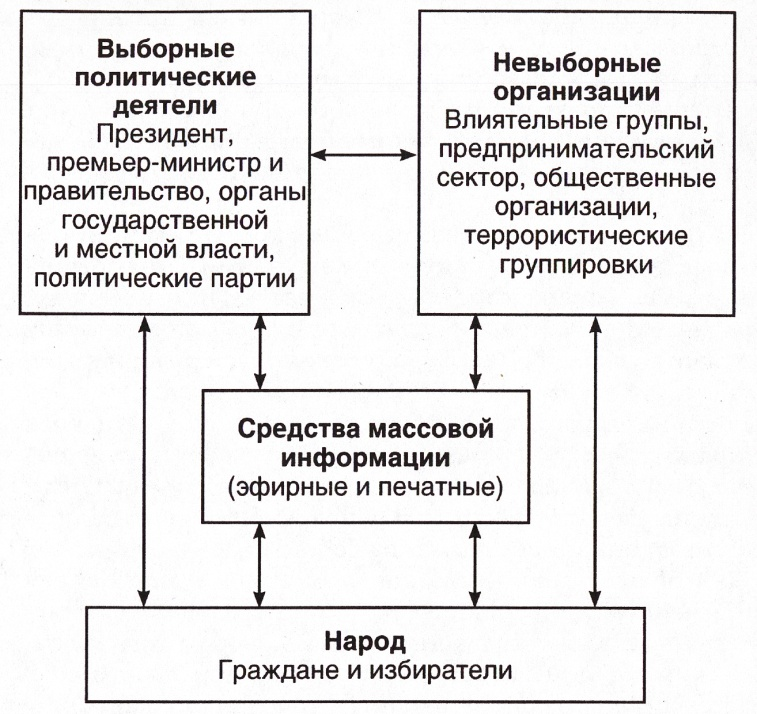 Выборные
политические
деятели
Президент,
премьер-министр и
правительство, органы
государственной
и местной власти,
политические партии
Невыборные
организации
Влиятельные группы,
предпринимательский
сектор, общественные
организации,
террористические
группировки
Средства массовой
информации
(эфирные и печатные)
Народ
Граждане и избиратели